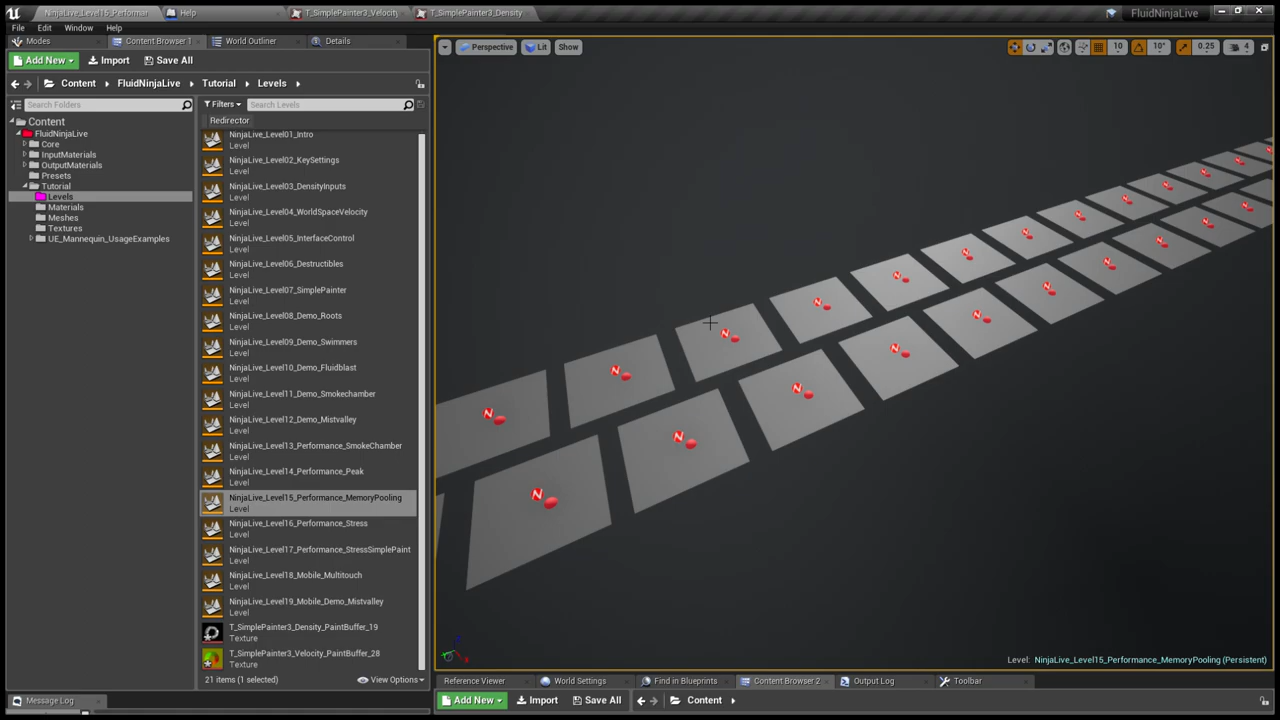 NinjaLive_Level15_Performar
Help
T_SimplePainter3_Velocity
T_SimplePainter3_Density
FluidNinjaLive
File Edit Window Help
Modes
Content Browser 1
World Outliner
Details
Add New
Import
Save All
Content FluidNinjaLive Tutorial Levels
Search Folders
Filters
Search Levels
Redirector
Content
FluidNinjaLive
Core
InputMaterials
OutputMaterials
Presets
Tutorial
Levels
Materials
Meshes
Textures
UE_Mannequin_UsageExamples
NinjaLive_Level01_Intro
Level
NinjaLive_Level02_KeySettings
Level
NinjaLive_Level03_DensityInputs
Level
NinjaLive_Level04_WorldSpaceVelocity
Level
NinjaLive_Level05_InterfaceControl
Level
NinjaLive_Level06_Destructibles
Level
NinjaLive_Level07_SimplePainter
Level
NinjaLive_Level08_Demo_Roots
Level
NinjaLive_Level09_Demo_Swimmers
Level
NinjaLive_Level10_Demo_Fluidblast
Level
NinjaLive_Level11_Demo_Smokechamber
Level
NinjaLive_Level12_Demo_Mistvalley
Level
NinjaLive_Level13_Performance_SmokeChamber
Level
NinjaLive_Level14_Performance_Peak
Level
NinjaLive_Level15_Performance_MemoryPooling
Level
NinjaLive_Level16_Performance_Stress
Level
NinjaLive_Level17_Performance_StressSimplePaint
Level
NinjaLive_Level18_Mobile_Multitouch
Level
NinjaLive_Level19_Mobile_Demo_Mistvalley
Level
T_SimplePainter3_Density_PaintBuffer_19
Texture
T_SimplePainter3_Velocity_PaintBuffer_28
Texture
21 items (1 selected)
View Options
Message Log
Perspective
Lit
Show
10
10°
0.25
4
Level: NinjaLive_Level15_Performance_MemoryPooling (Persistent)
Reference Viewer
World Settings
Find in Blueprints
Content Browser 2
Output Log
Toolbar
Add New
Import
Save All
Content